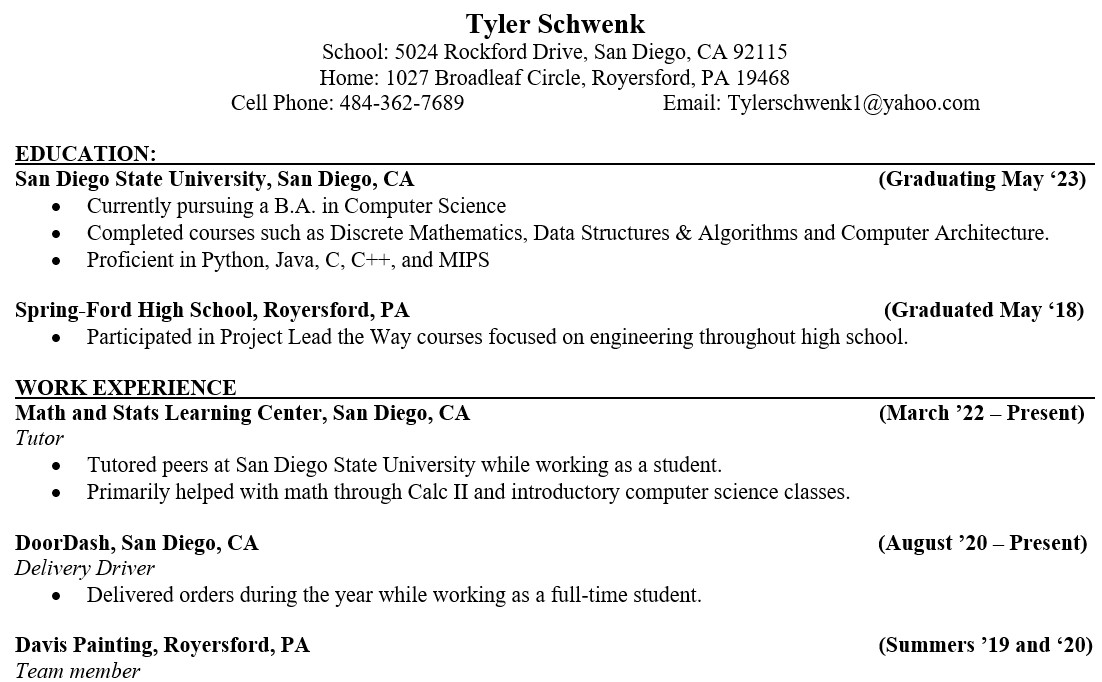 Tyler Schwenk
School: 5024 Rockford Drive, San Diego, CA 92115
Home: 1027 Broadleaf Circle, Royersford, PA 19468
Cell Phone: 484-362-7689 Email: Tylerschwenk1@yahoo.com
EDUCATION:
San Diego State University, San Diego, CA (Graduating May ‘23)
• Currently pursuing a B.A. in Computer Science
• Completed courses such as Discrete Mathematics, Data Structures & Algorithms and Computer Architecture.
• Proficient in Python, Java, C, C++, and MIPS
Spring-Ford High School, Royersford, PA (Graduated May ‘18)
• Participated in Project Lead the Way courses focused on engineering throughout high school.
WORK EXPERIENCE
Math and Stats Learning Center, San Diego, CA (March ’22 – Present)
Tutor
• Tutored peers at San Diego State University while working as a student.
• Primarily helped with math through Calc II and introductory computer science classes.
DoorDash, San Diego, CA (August ’20 – Present)
Delivery Driver
• Delivered orders during the year while working as a full-time student.
Davis Painting, Royersford, PA (Summers ’19 and ‘20)
Team member